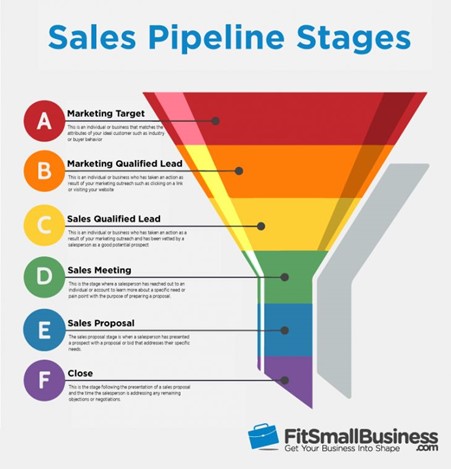 Sales Pipeline Stages
A
Marketing Target
This is an individual or business that matches the
attributes of your ideal customer such as industry
or buyer behavior
B
Marketing Qualified Lead
This is an individual or business who has taken an action as
result of your marketing outreach such as clicking on a link
or visiting your website
C
Sales Qualified Lead
This is an individual or business who has taken an action as a
result of your marketing outreach and has been vetted by a
salesperson as a good potential prospect
D
Sales Meeting
This is the stage where a salesperson has reached out to an
individual or account to learn more about a specific need or
pain point with the purpose of preparing a proposal.
E
Sales Proposal
The sales proposal stage is when a salesperson has presented
a prospect with a proposal or bid that addresses their specific
needs.
F
Close
This is the stage following the presentation of a sales proposal
and the time the salesperson is addressing any remaining
objections or negotiations.
FitSmallBusiness
.com
Get Your Business Into Shape